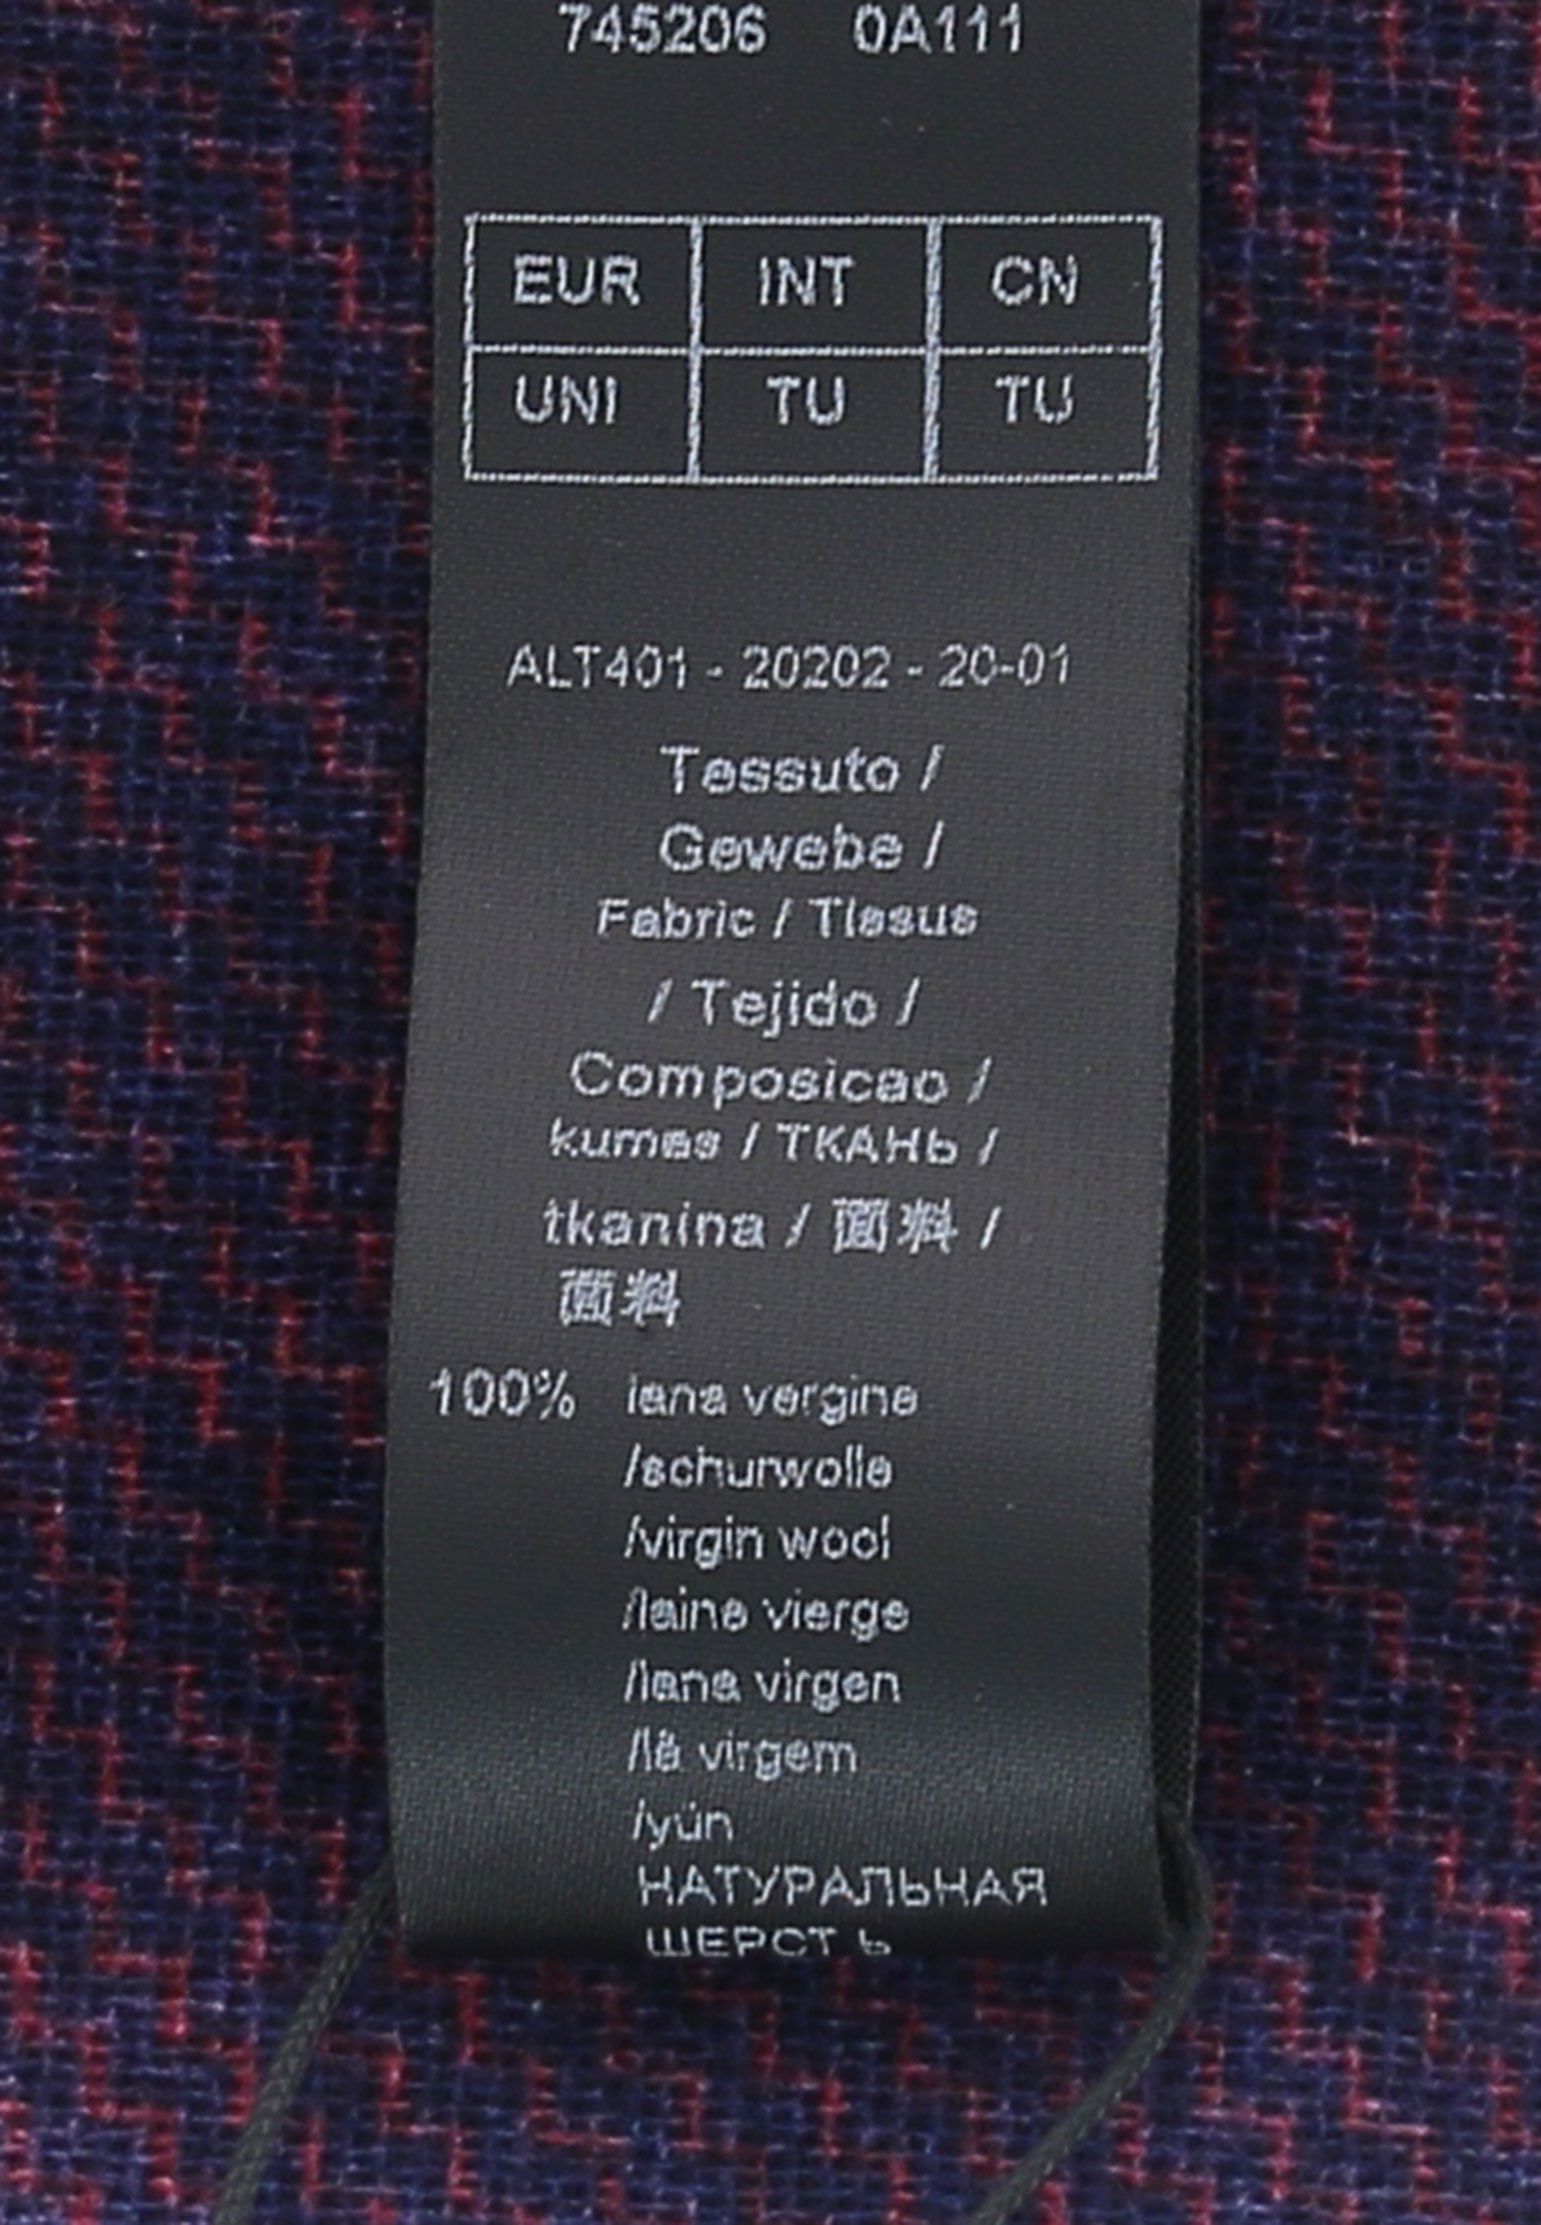 745206 0A111
EUR INT CN
UNI TU TU
ALT401 - 20202 - 20-01
Tessuto /
Gewebe /
Fabric / Tissus
/ Tejido /
Composicao /
kumas / ТКАНЬ /
tkanina / 面料 /
面料
100% lana vergine
/schurwolle
/virgin wool
/laine vierge
/lana virgen
/lã virgem
/yün
НАТУРАЛЬНАЯ
ШЕРСТ Ь